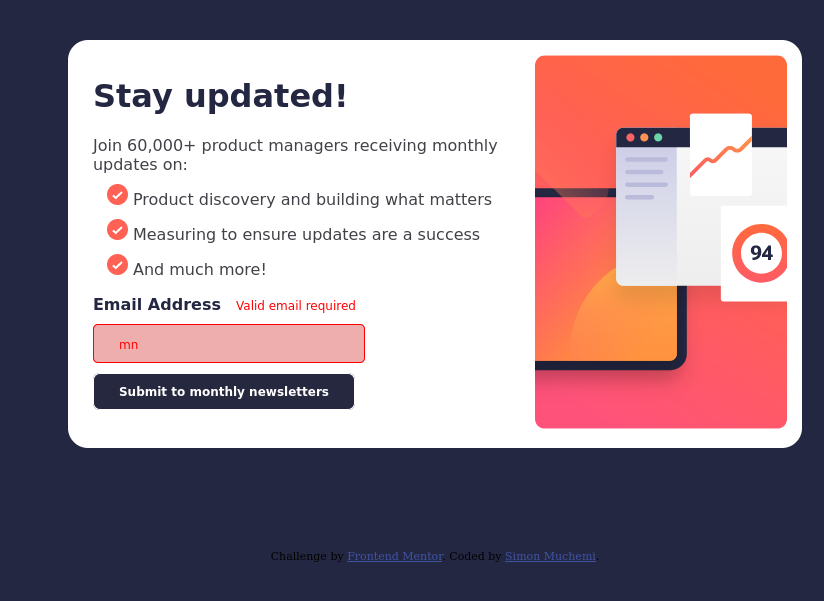 Stay updated!
Join 60,000+ product managers receiving monthly
updates on:
Product discovery and building what matters
Measuring to ensure updates are a success
And much more!
Email Address Valid email required
mn
Submit to monthly newsletters
94
Challenge by Frontend Mentor. Coded by Simon Muchemi.